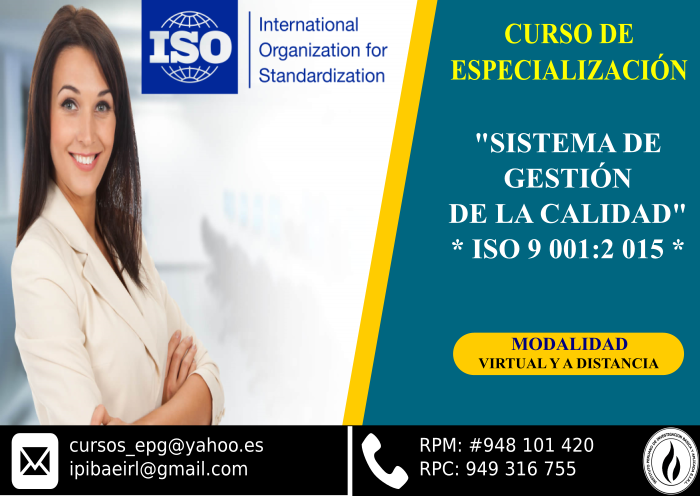 ISO
International
Organization for
Standardization
CURSO DE
ESPECIALIZACIÓN
"SISTEMA DE
GESTIÓN
DE LA CALIDAD"
* ISO 9 001:2 015 *
MODALIDAD
VIRTUAL Y A DISTANCIA
cursos_epg@yahoo.es
ipibaeirl@gmail.com
RPM: #948 101 420
RPC: 949 316 755